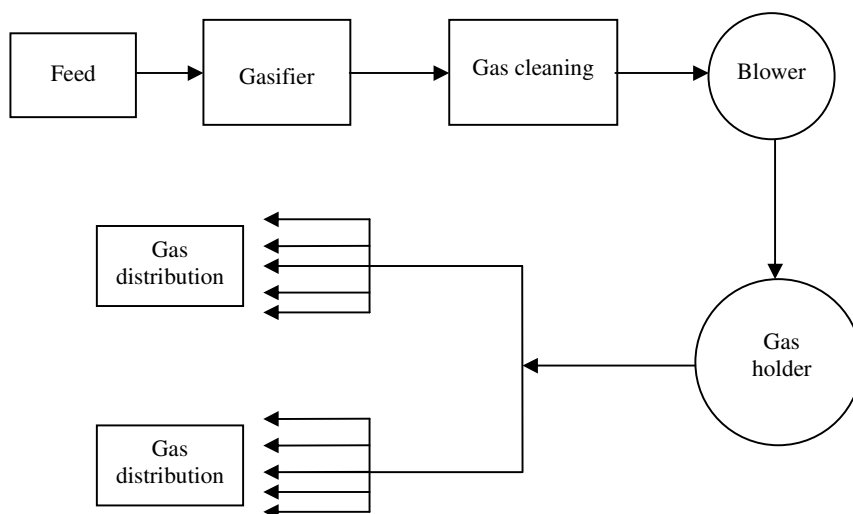 Feed
Gasifier
Gas cleaning
Blower
Gas
distribution
Gas
holder
Gas
distribution